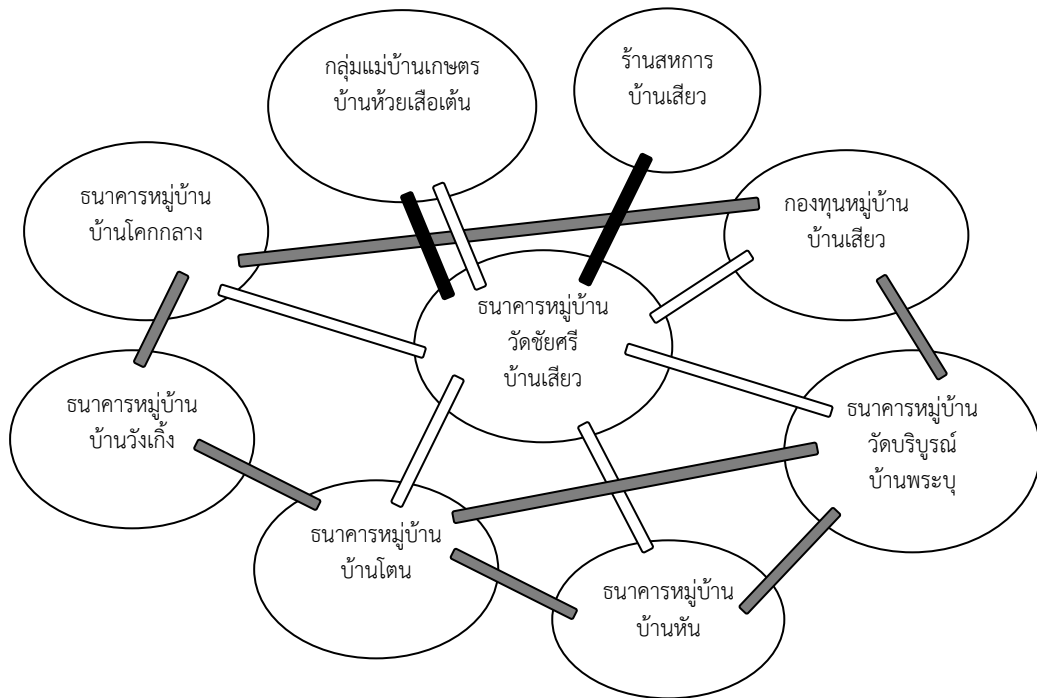 กลุ่มแม่บ้านเกษตร
บ้านห้วยเสือเต้น
ร้านสหการ
บ้านเสียว
ธนาคารหมู่บ้าน
บ้านโคกกลาง
กองทุนหมู่บ้าน
บ้านเสียว
ธนาคารหมู่บ้าน
วัดชัยศรี
บ้านเสียว
ธนาคารหมู่บ้าน
บ้านวังเกิ้ง
ธนาคารหมู่บ้าน
วัดบริบูรณ์
บ้านพระบุ
ธนาคารหมู่บ้าน
บ้านโตน
ธนาคารหมู่บ้าน
บ้านหัน